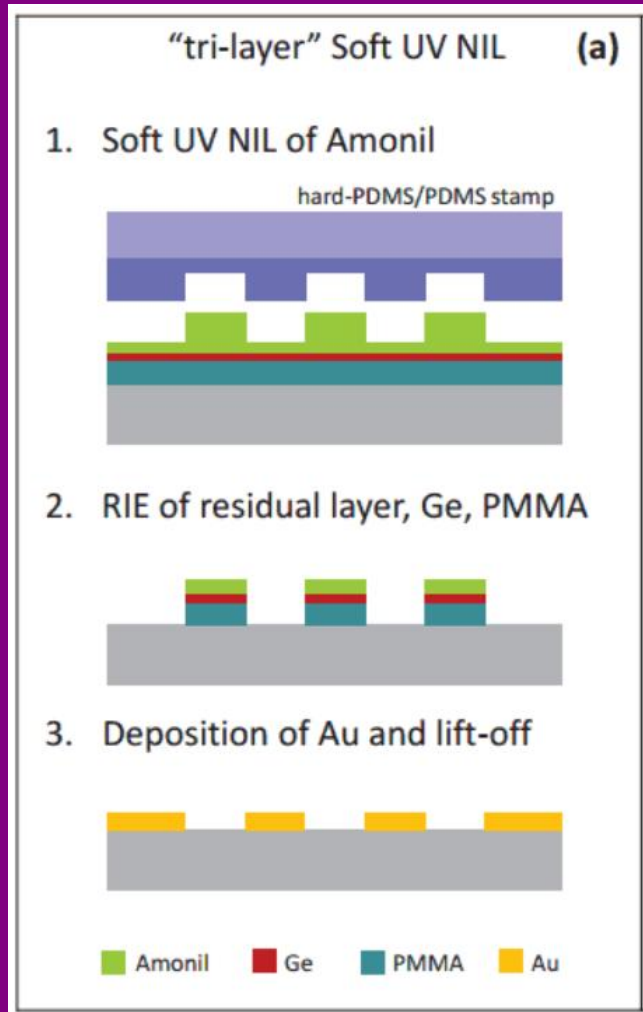 “tri-layer” Soft UV NIL (a)
1. Soft UV NIL of Amonil
hard-PDMS/PDMS stamp
2. RIE of residual layer, Ge, PMMA
3. Deposition of Au and lift-off
Amonil Ge PMMA Au